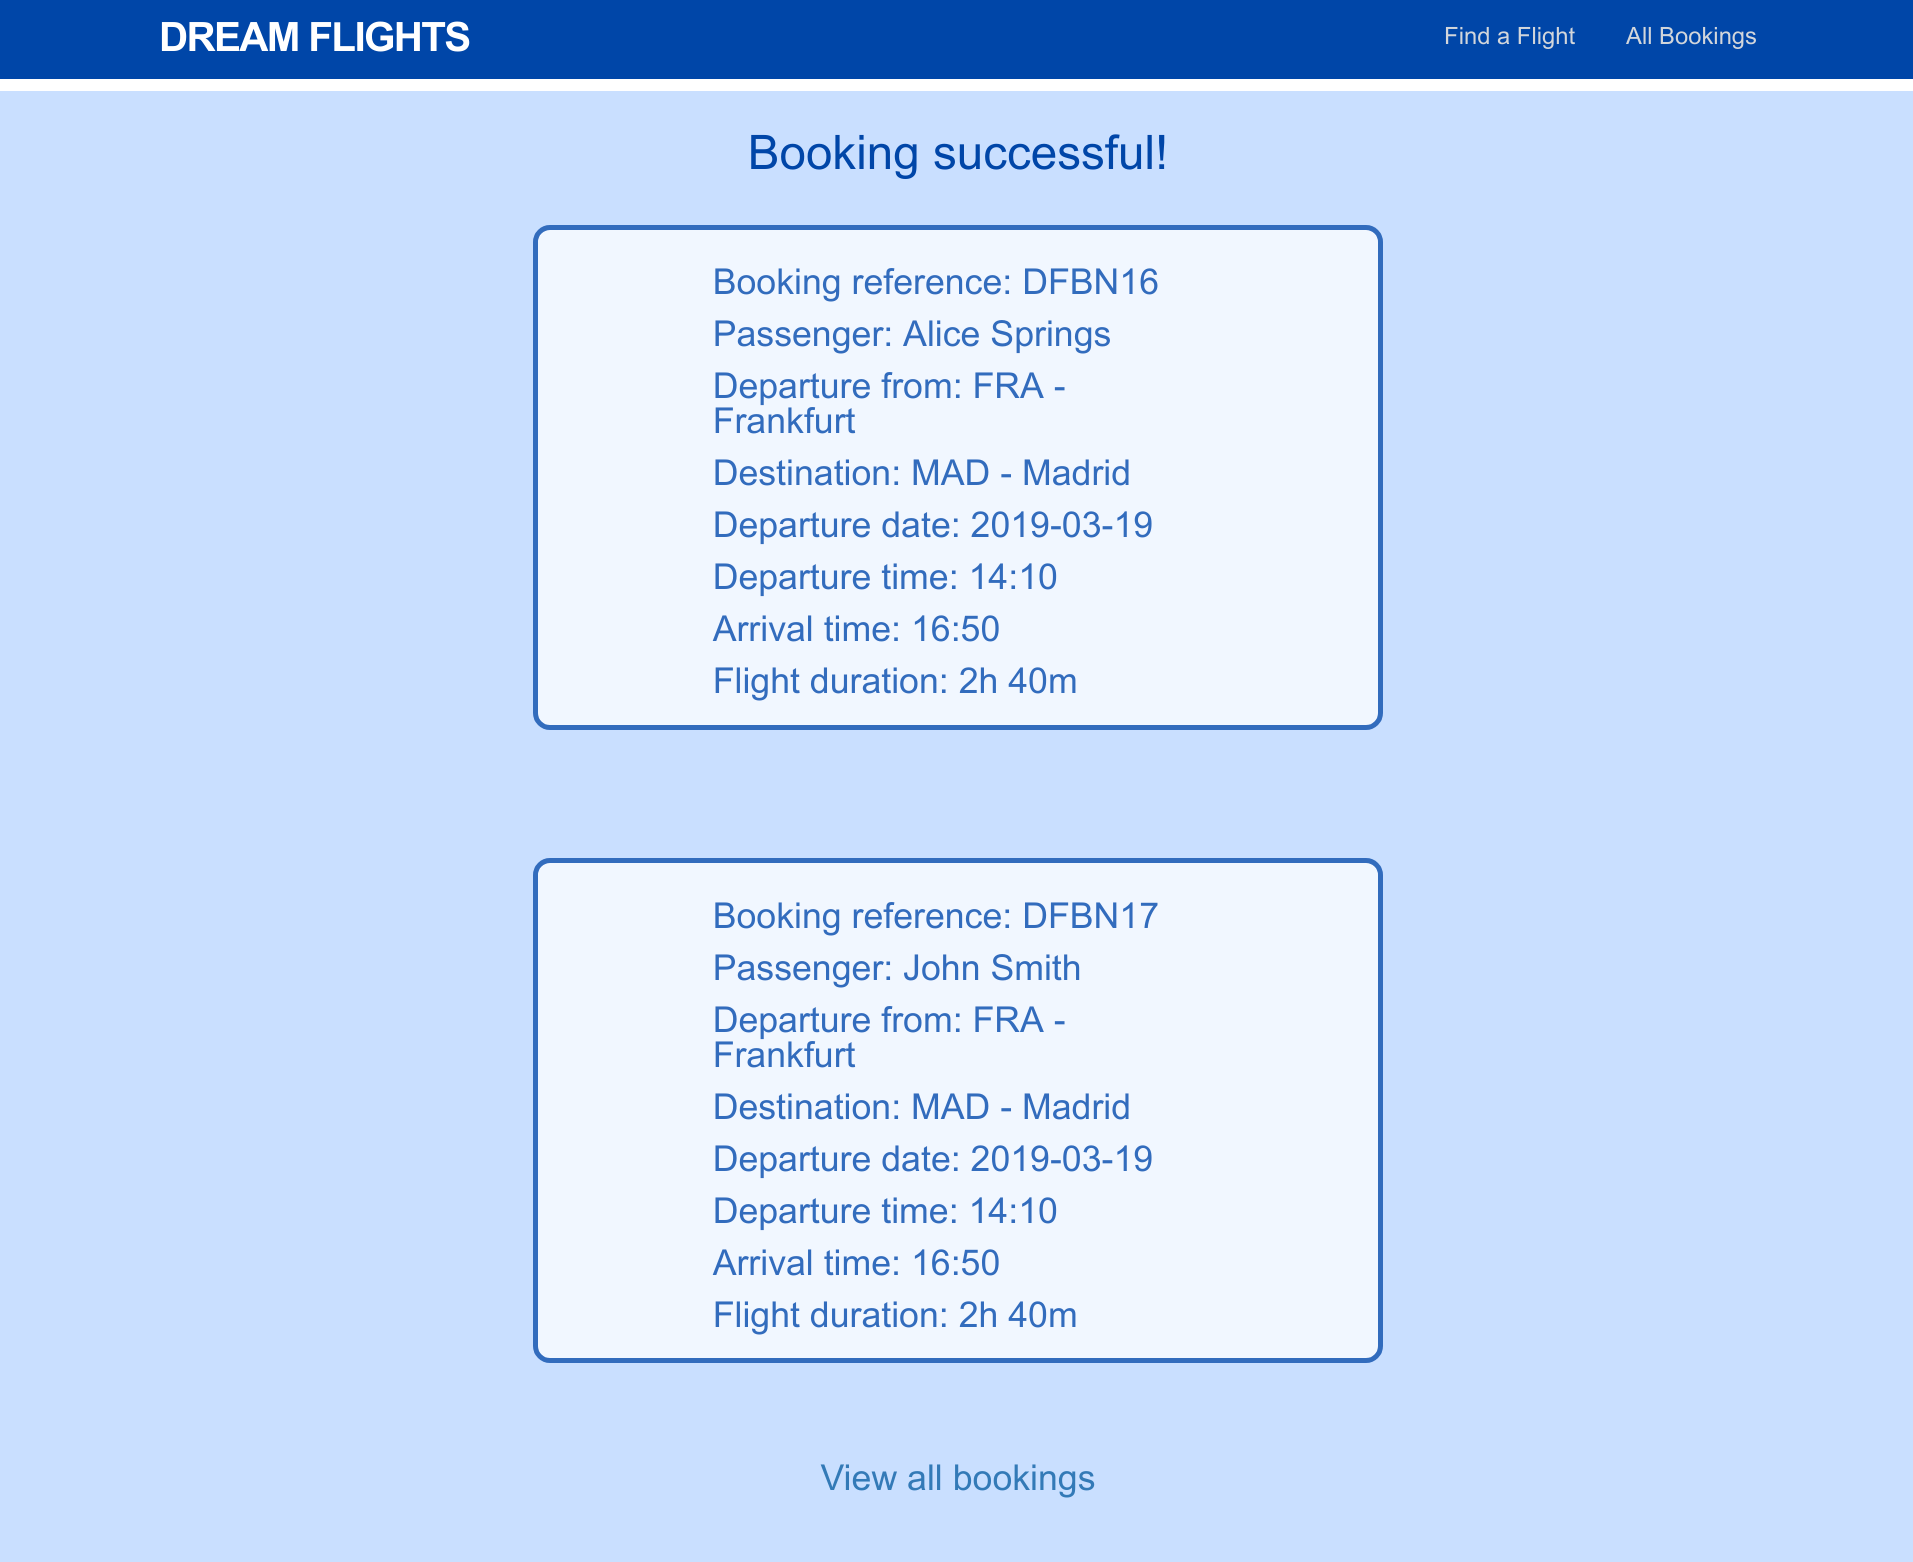 DREAM FLIGHTS
Find a Flight
All Bookings
Booking successful!
Booking reference: DFBN16
Passenger: Alice Springs
Departure from: FRA -
Frankfurt
Destination: MAD - Madrid
Departure date: 2019-03-19
Departure time: 14:10
Arrival time: 16:50
Flight duration: 2h 40m
Booking reference: DFBN17
Passenger: John Smith
Departure from: FRA -
Frankfurt
Destination: MAD - Madrid
Departure date: 2019-03-19
Departure time: 14:10
Arrival time: 16:50
Flight duration: 2h 40m
View all bookings